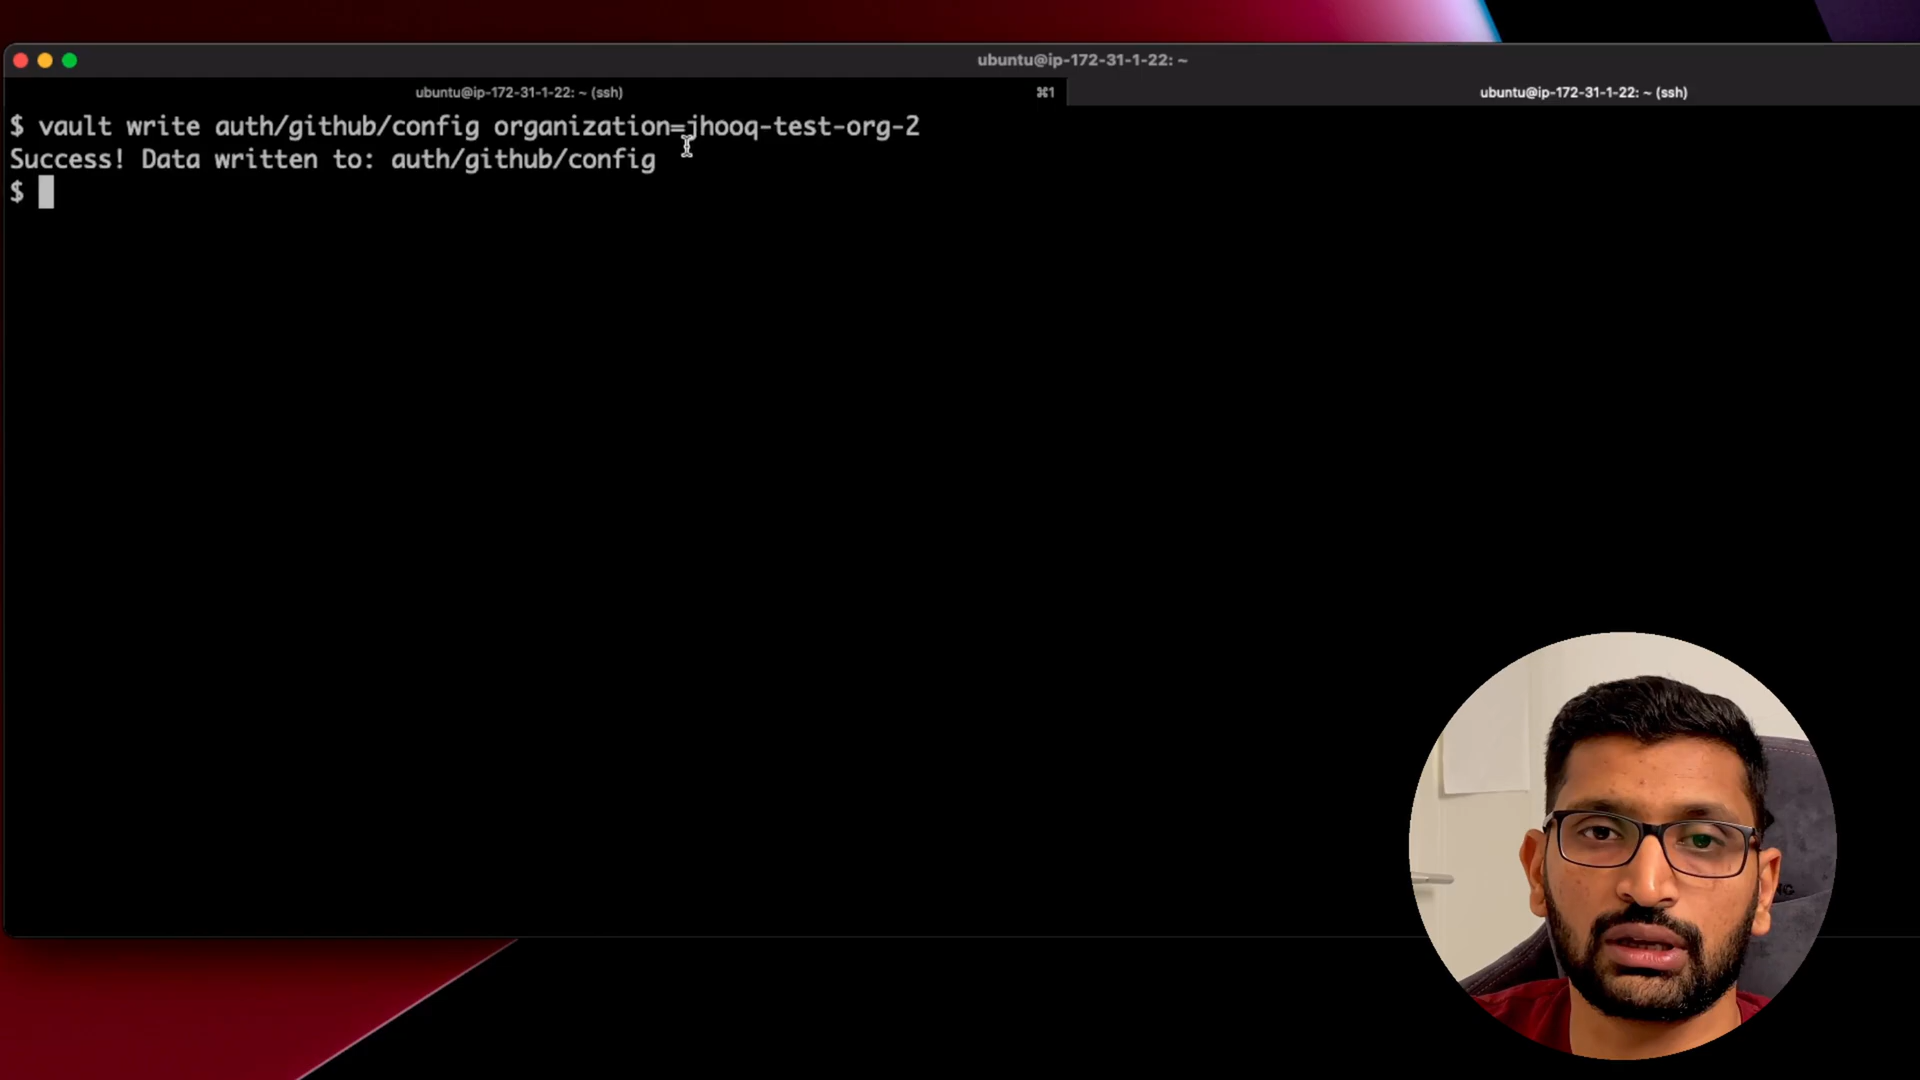 ubuntu@ip-172-31-1-22: ~
ubuntu@ip-172-31-1-22: ~ (ssh)
⌘1
ubuntu@ip-172-31-1-22: ~ (ssh)
$ vault write auth/github/config organization=jhooq-test-org-2
Success! Data written to: auth/github/config
$